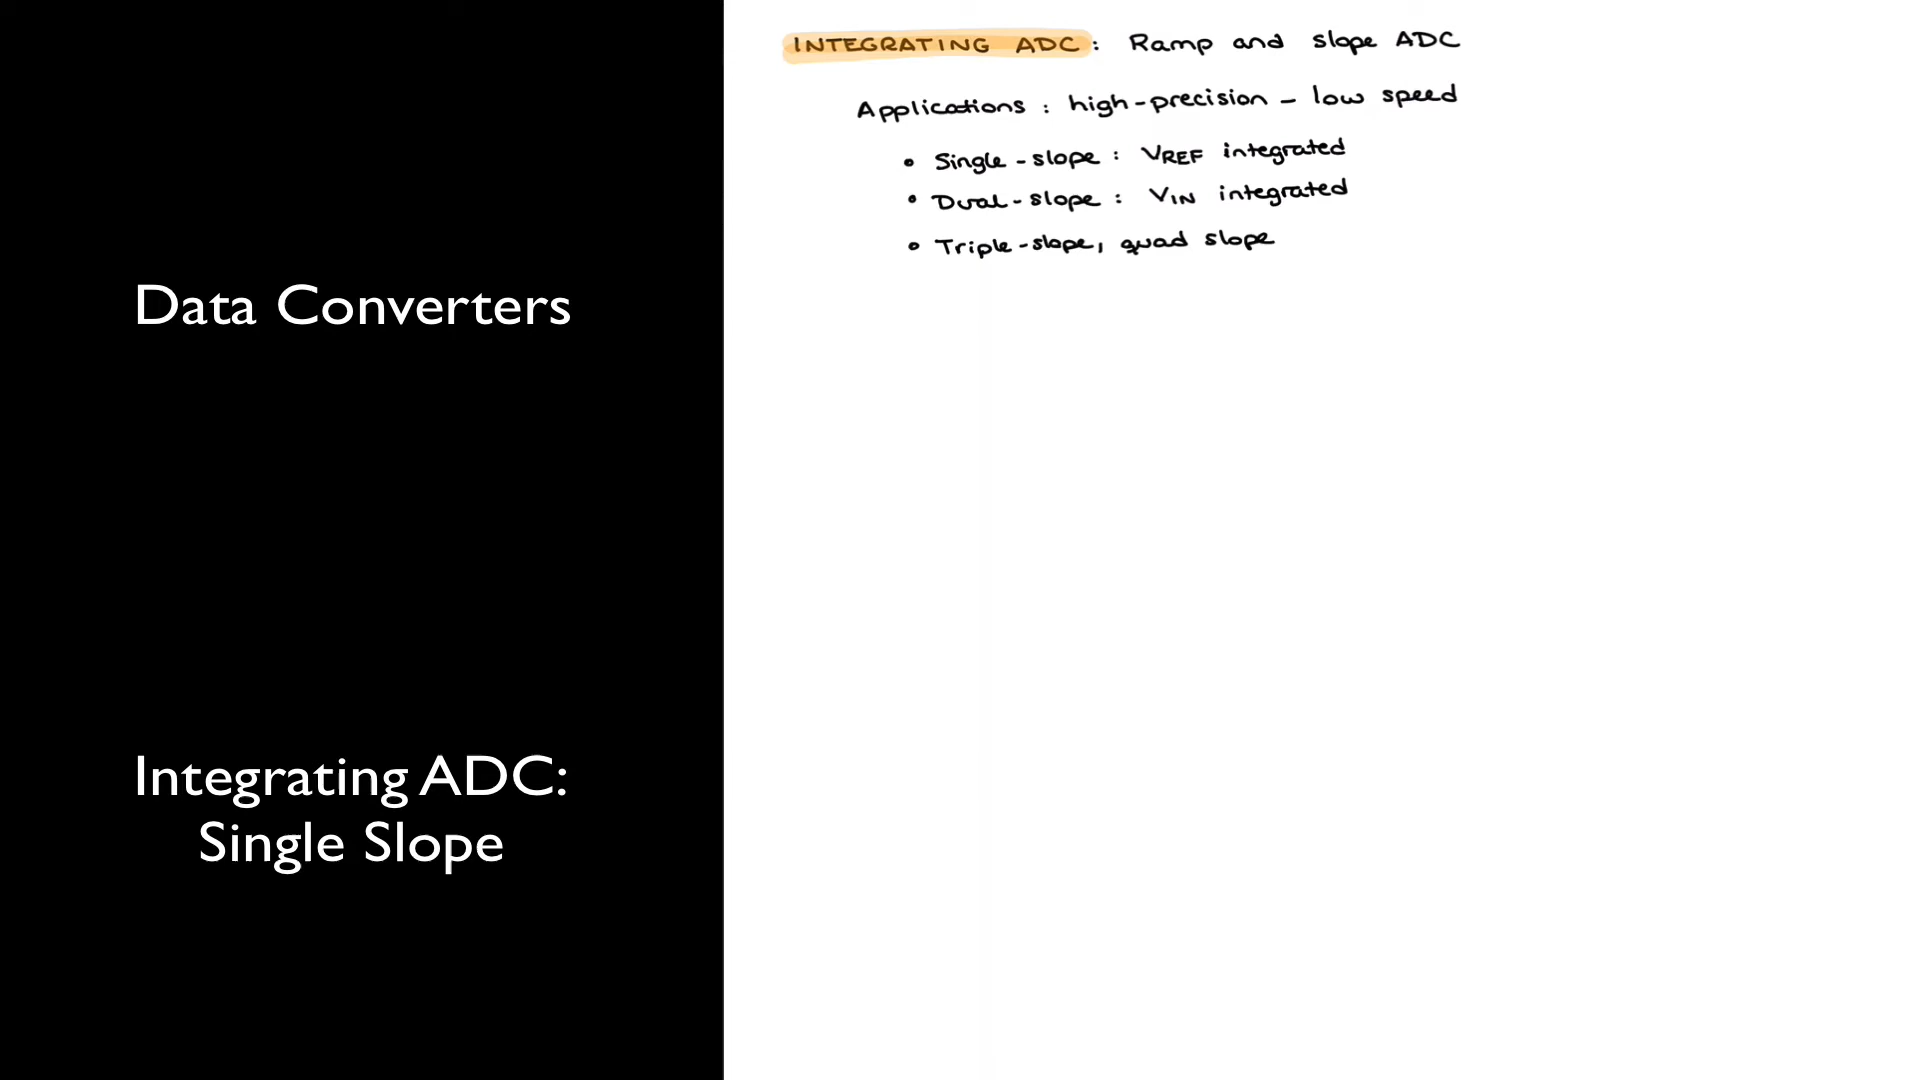 Data Converters
Integrating ADC:
Single Slope
INTEGRATING ADC: Ramp and slope ADC
Applications : high-precision - low speed
• Single-slope : VREF integrated
• Dual-slope : VIN integrated
• Triple-slope, quad slope